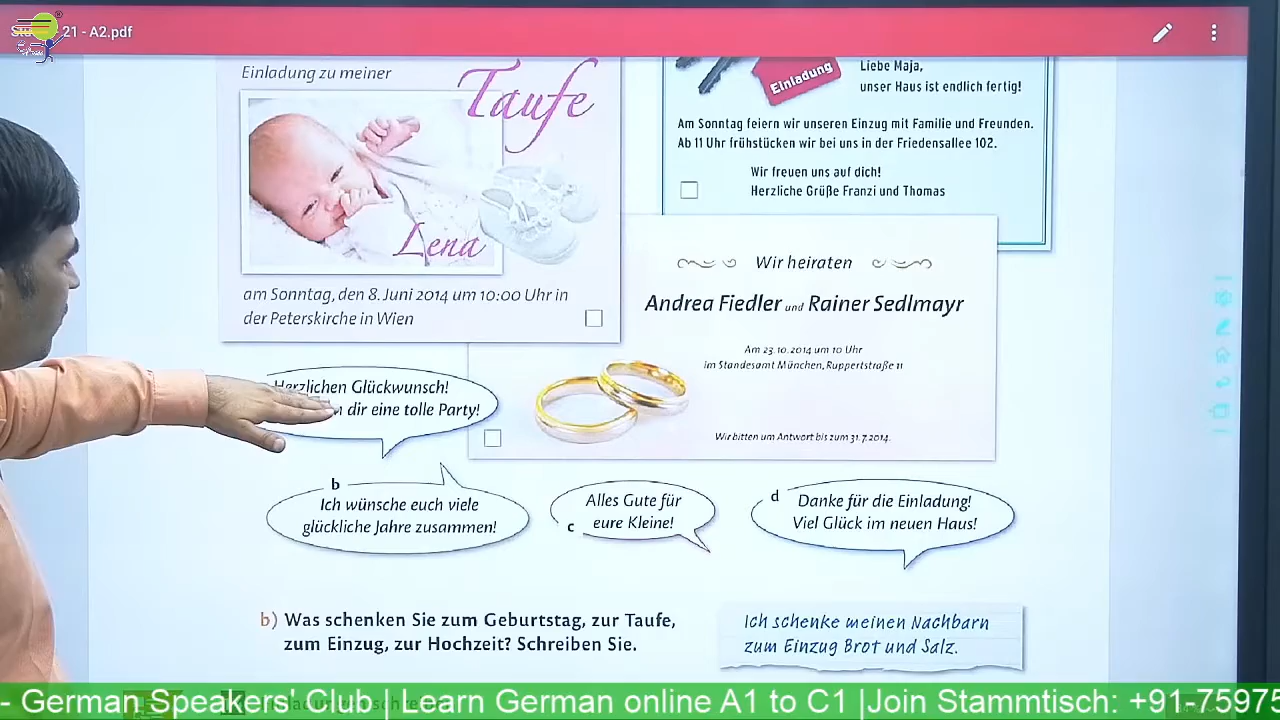 21 - A2.pdf
Einladung zu meiner
Taufe
Lena
am Sonntag, den 8. Juni 2014 um 10:00 Uhr in
der Peterskirche in Wien
Einladung
Liebe Maja,
unser Haus ist endlich fertig!
Am Sonntag feiern wir unseren Einzug mit Familie und Freunden.
Ab 11 Uhr frühstücken wir bei uns in der Friedensallee 102.
Wir freuen uns auf dich!
Herzliche Grüße Franzi und Thomas
Wir heiraten
Andrea Fiedler und Rainer Sedlmayr
Am 23.10.2014 um 10 Uhr
im Standesamt München, Ruppertstraße 11
Wir bitten um Antwort bis zum 31.7.2014.
Herzlichen Glückwunsch!
dir eine tolle Party!
b
Ich wünsche euch viele
glückliche Jahre zusammen!
c
Alles Gute für
eure Kleine!
d
Danke für die Einladung!
Viel Glück im neuen Haus!
b) Was schenken Sie zum Geburtstag, zur Taufe,
zum Einzug, zur Hochzeit? Schreiben Sie.
Ich schenke meinen Nachbarn
zum Einzug Brot und Salz.
- German Speakers' Club | Learn German online A1 to C1 |Join Stammtisch: +91-75975